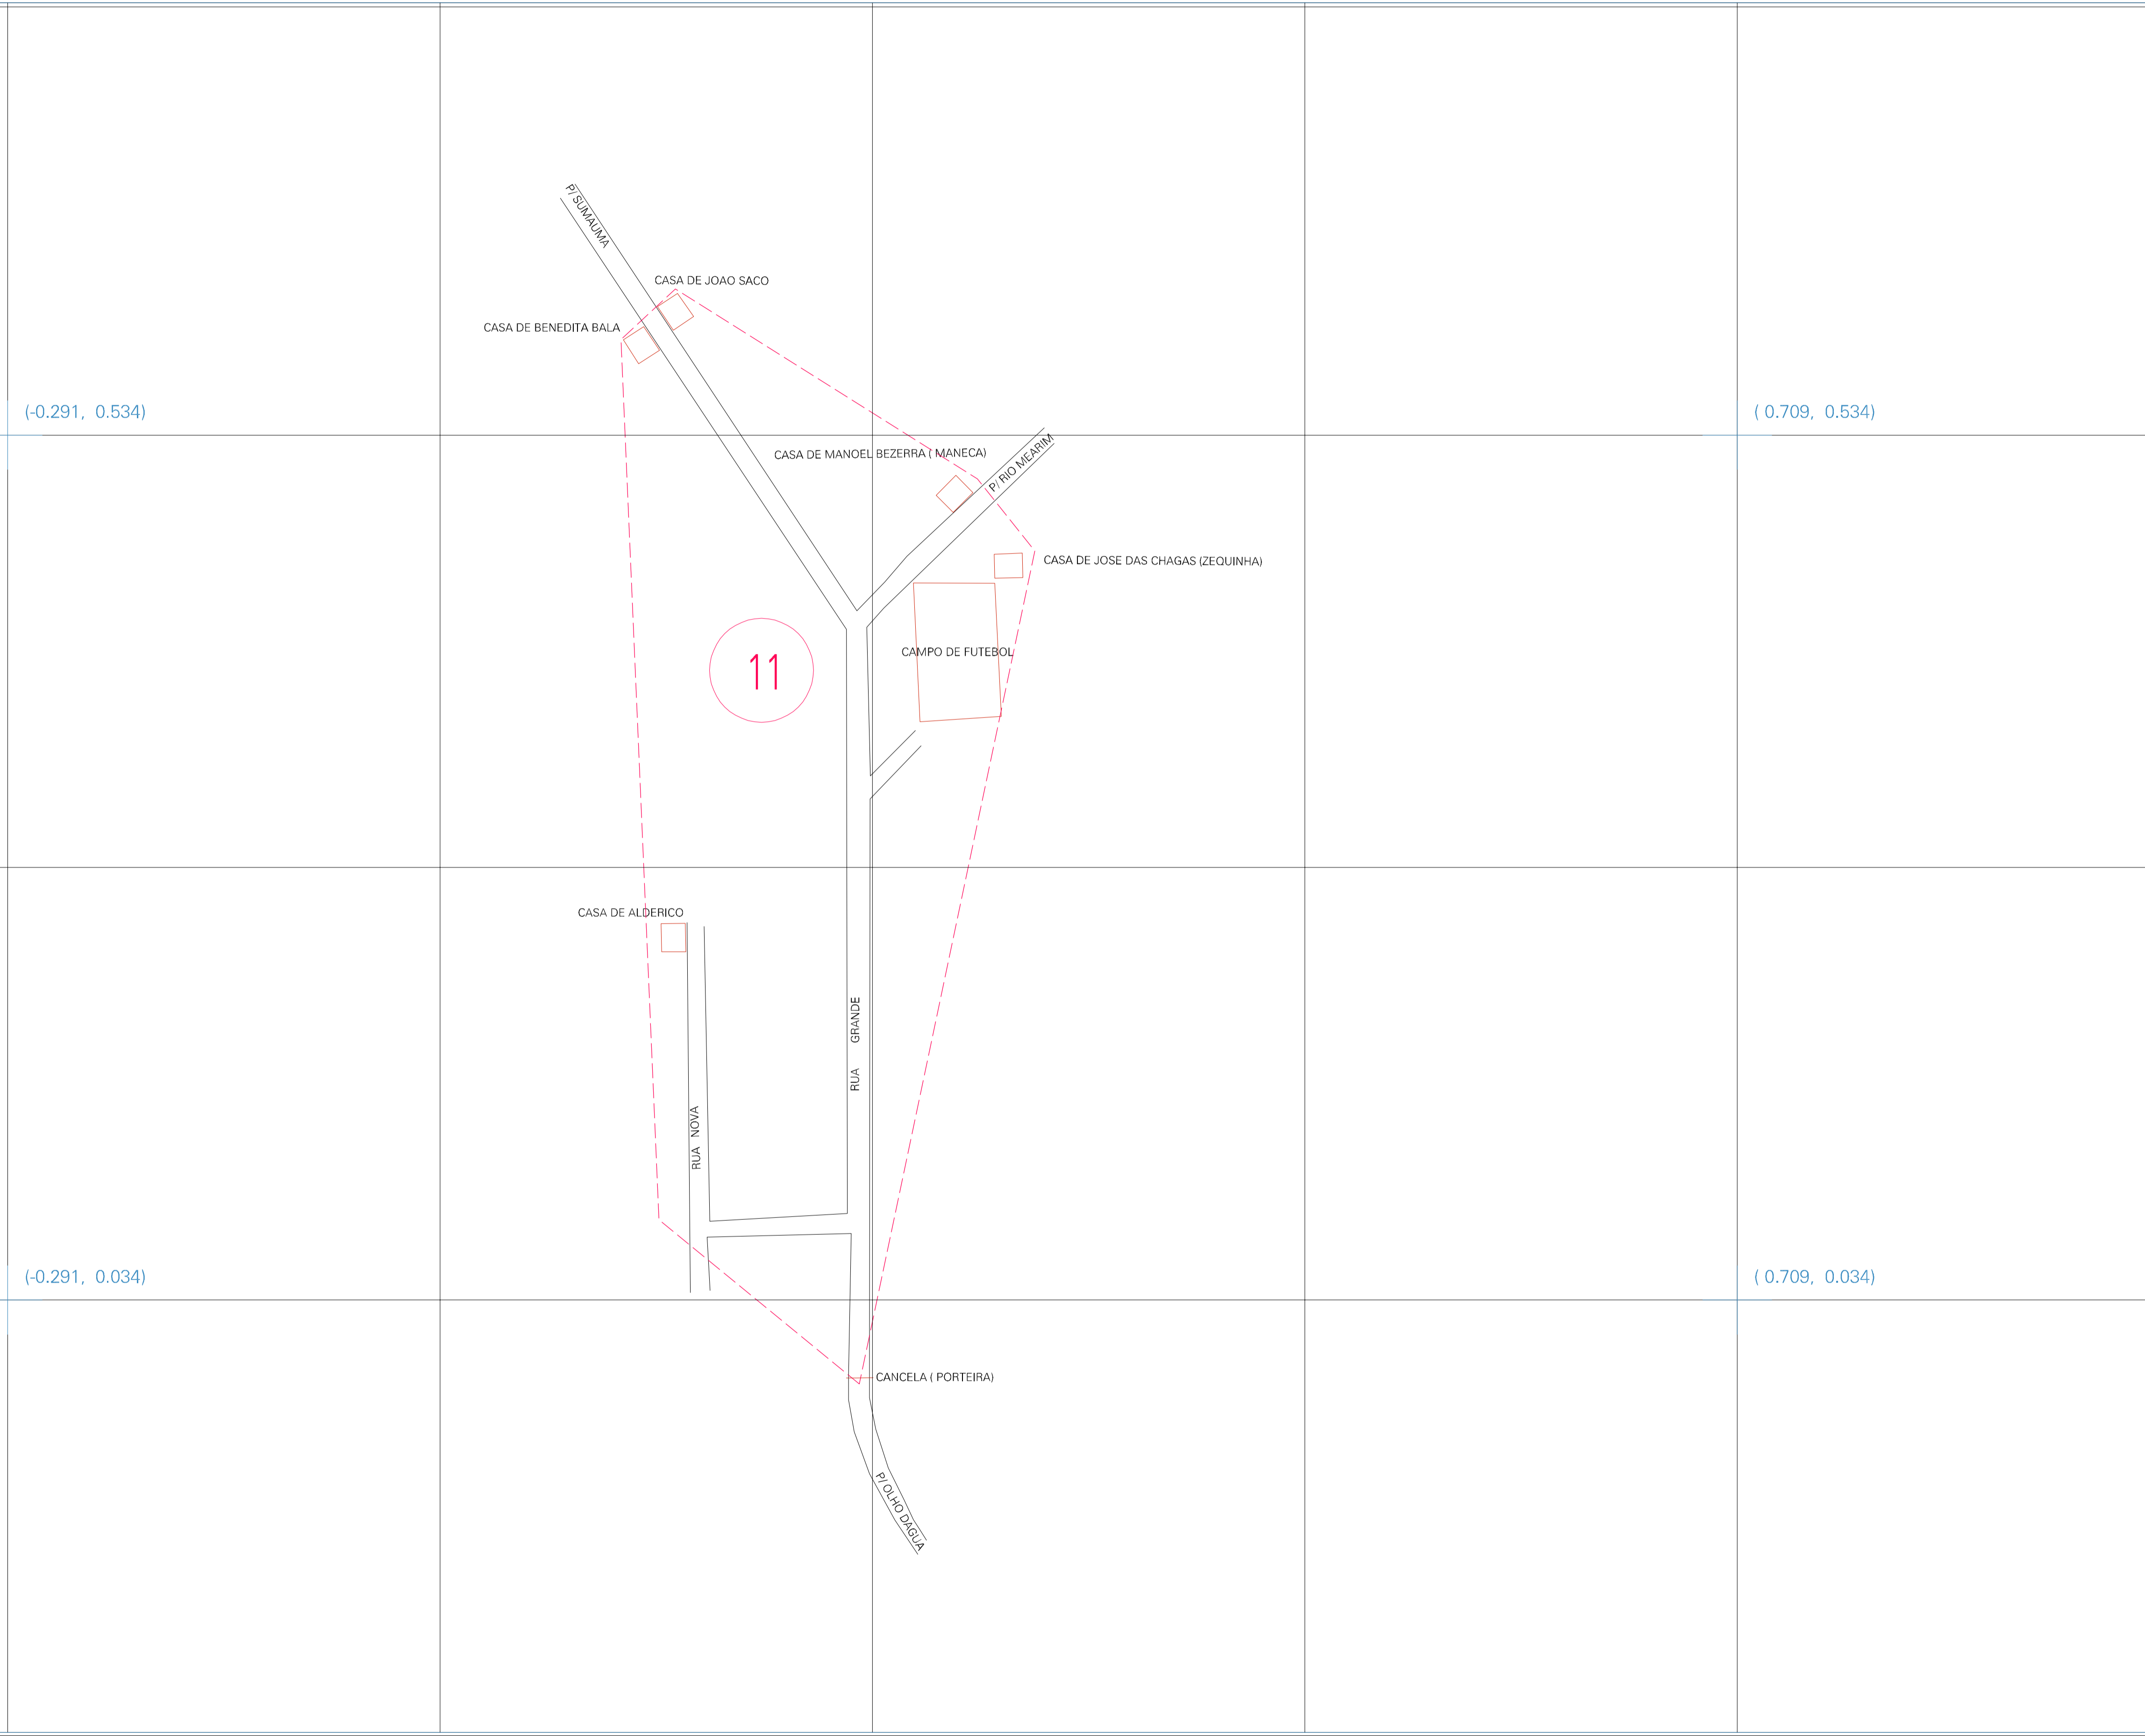 P/ SUMAUMA
CASA DE JOAO SACO
CASA DE BENEDITA BALA
(-0.291, 0.534)
( 0.709, 0.534)
CASA DE MANOEL BEZERRA ( MANECA)
P/ RIO MEARIM
CASA DE JOSE DAS CHAGAS (ZEQUINHA)
CAMPO DE FUTEBOL
11
CASA DE ALDERICO
RUA GRANDE
RUA NOVA
(-0.291, 0.034)
( 0.709, 0.034)
CANCELA ( PORTEIRA)
P/ OLHO DAGUA